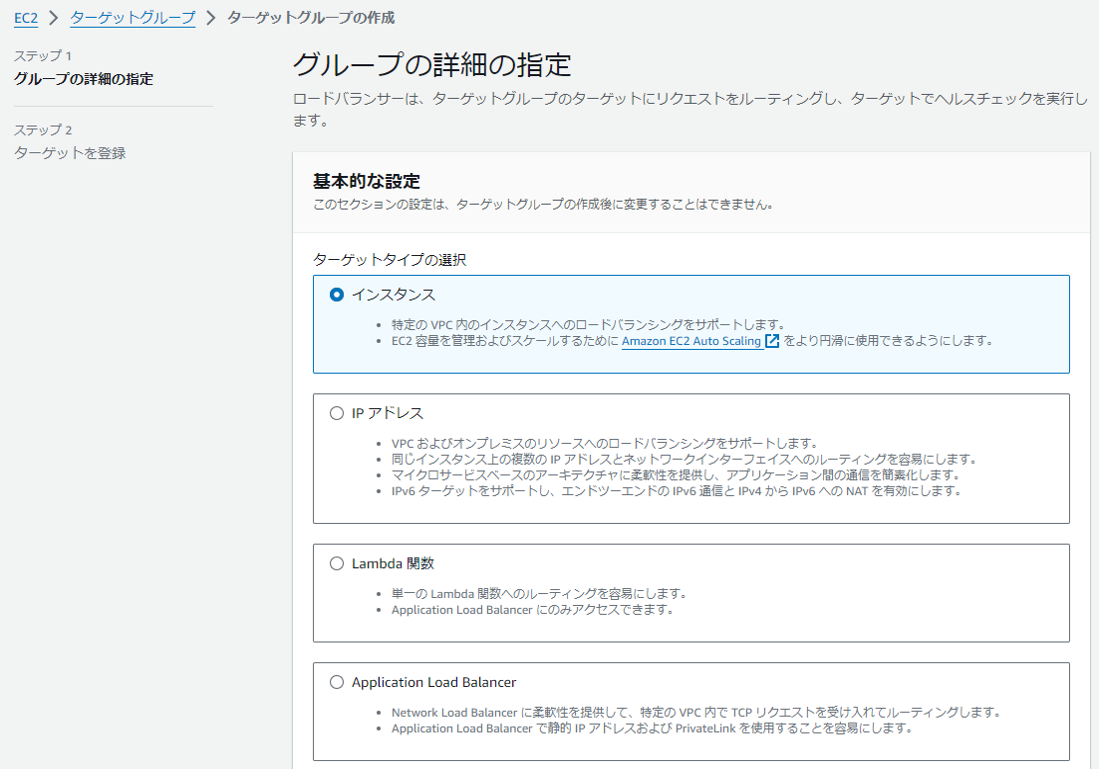 EC2 > ターゲットグループ > ターゲットグループの作成
ステップ 1
グループの詳細の指定
ステップ 2
ターゲットを登録
グループの詳細の指定
ロードバランサーは、ターゲットグループのターゲットにリクエストをルーティングし、ターゲットでヘルスチェックを実行し
ます。
基本的な設定
このセクションの設定は、ターゲットグループの作成後に変更することはできません。
ターゲットタイプの選択
インスタンス
• 特定の VPC 内のインスタンスへのロードバランシングをサポートします。
• EC2 容量を管理およびスケールするために Amazon EC2 Auto Scaling をより円滑に使用できるようにします。
IP アドレス
• VPC およびオンプレミスのリソースへのロードバランシングをサポートします。
• 同じインスタンス上の複数の IP アドレスとネットワークインターフェイスへのルーティングを容易にします。
• マイクロサービスベースのアーキテクチャに柔軟性を提供し、アプリケーション間の通信を簡素化します。
• IPv6 ターゲットをサポートし、エンドツーエンドの IPv6 通信と IPv4 から IPv6 への NAT を有効にします。
Lambda 関数
• 単一の Lambda 関数へのルーティングを容易にします。
• Application Load Balancer にのみアクセスできます。
Application Load Balancer
• Network Load Balancer に柔軟性を提供して、特定の VPC 内で TCP リクエストを受け入れてルーティングします。
• Application Load Balancer で静的 IP アドレスおよび PrivateLink を使用することを容易にします。